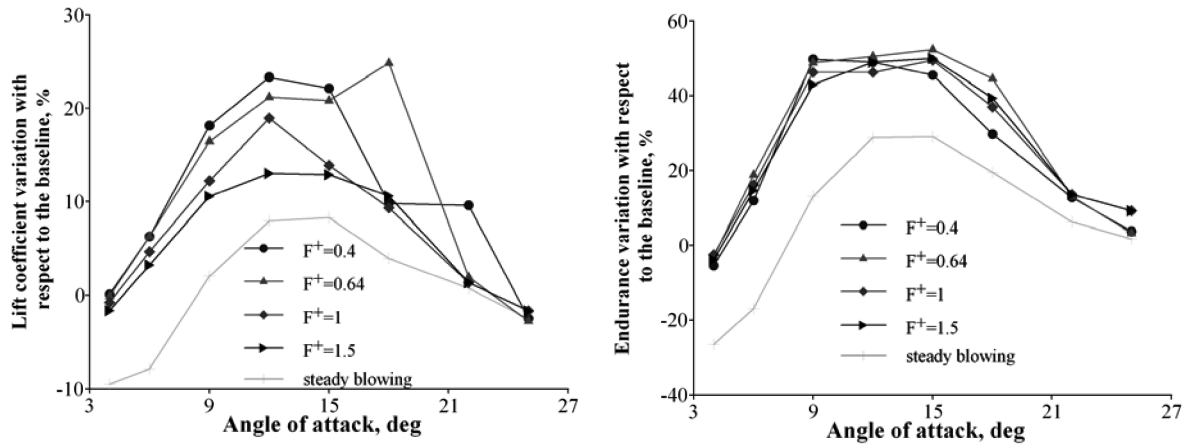 Lift coefficient variation with
respect to the baseline, %
30
20
10
0
-10
F+=0.4
F+=0.64
F+=1
F+=1.5
steady blowing
3
9
15
21
27
Angle of attack, deg
Endurance variation with respect
to the baseline, %
60
40
20
0
-20
-40
F+=0.4
F+=0.64
F+=1
F+=1.5
steady blowing
3
9
15
21
27
Angle of attack, deg